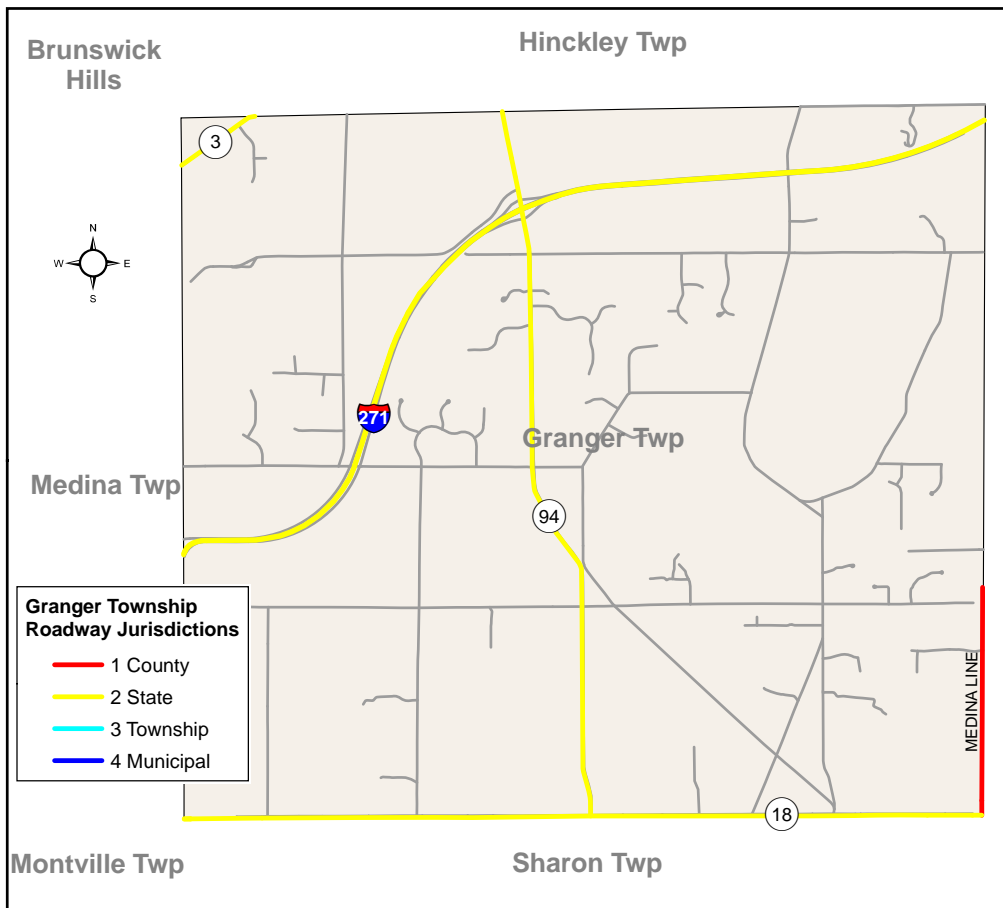 Hinckley Twp
Brunswick
Hills
3
N
W E
S
271
Granger Twp
Medina Twp
94
Granger Township
Roadway Jurisdictions
1 County
2 State
3 Township
4 Municipal
MEDINA LINE
18
Montville Twp
Sharon Twp